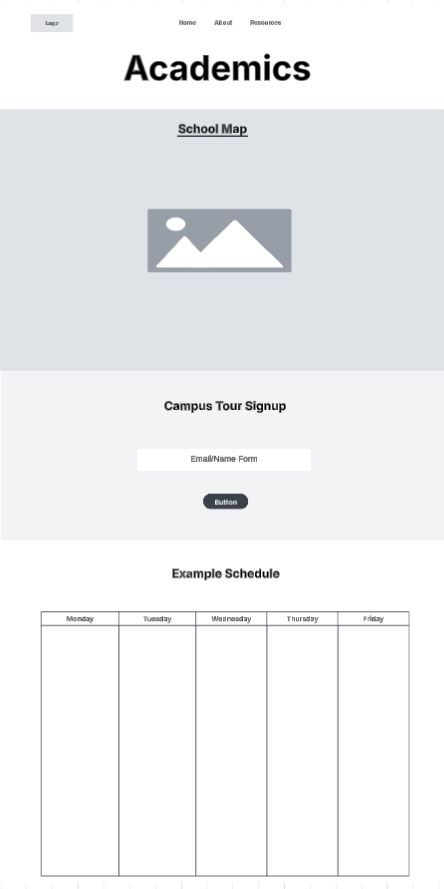 Logo Home About Resources
Academics
School Map
Campus Tour Signup
Email/Name Form
Button
Example Schedule
Monday Tuesday Wednesday Thursday Friday